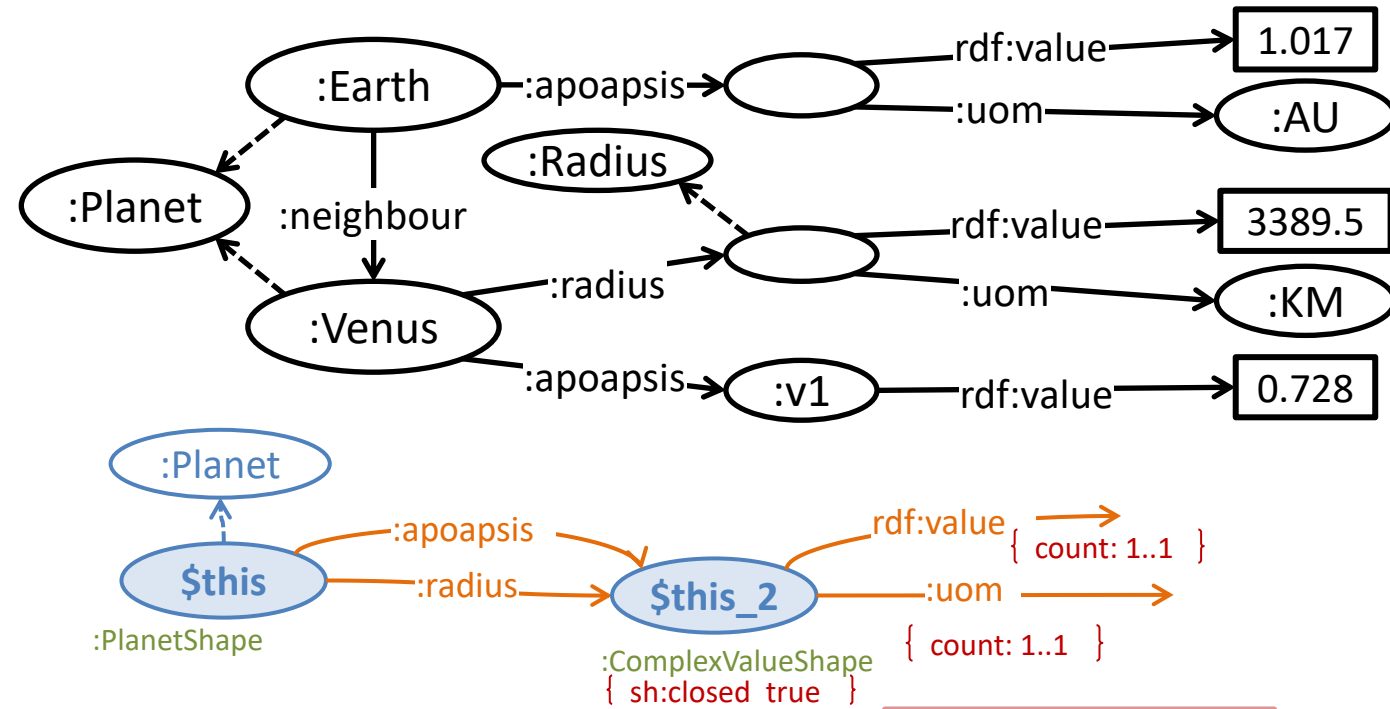 :Earth
:apoapsis
rdf:value
1.017
:uom
:AU
:Planet
:neighbour
:Radius
rdf:value
3389.5
:radius
:uom
:KM
:Venus
:apoapsis
:v1
rdf:value
0.728
:Planet
$this
:PlanetShape
:apoapsis
:radius
$this_2
:ComplexValueShape
{ sh:closed true }
rdf:value
{ count: 1..1 }
:uom
{ count: 1..1 }